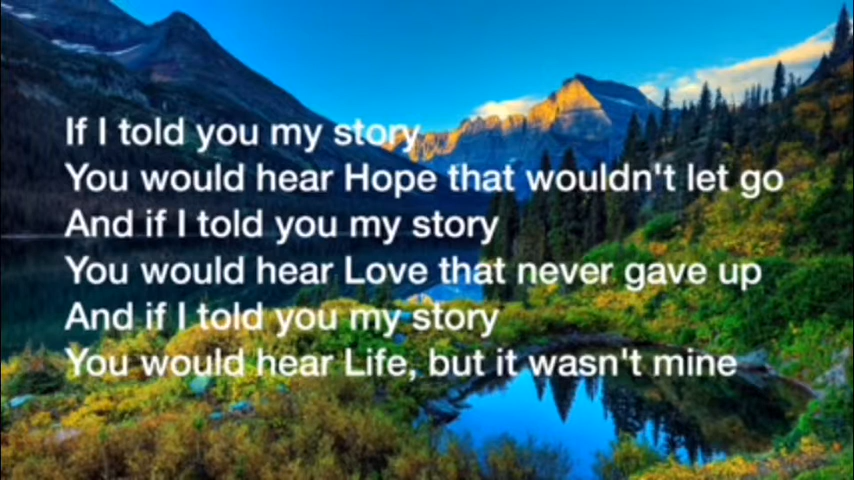 If I told you my story
You would hear Hope that wouldn't let go
And if I told you my story
You would hear Love that never gave up
And if I told you my story
You would hear Life, but it wasn't mine